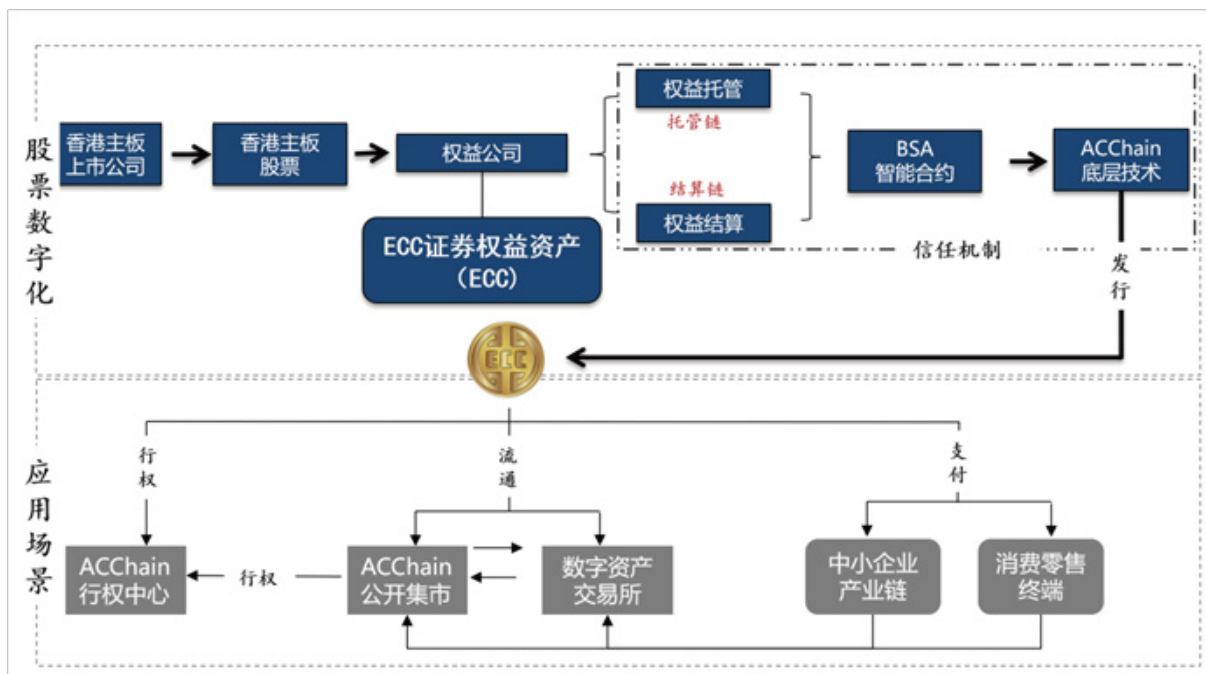 股票数字化
香港主板
上市公司
香港主板
股票
权益公司
ECC证券权益资产
(ECC)
权益托管
托管链
结算链
权益结算
BSA
智能合约
ACChain
底层技术
信任机制
发行
ECC
应用场景
行权
流通
支付
ACChain
行权中心
行权
ACChain
公开集市
数字资产
交易所
中小企业
产业链
消费零售
终端